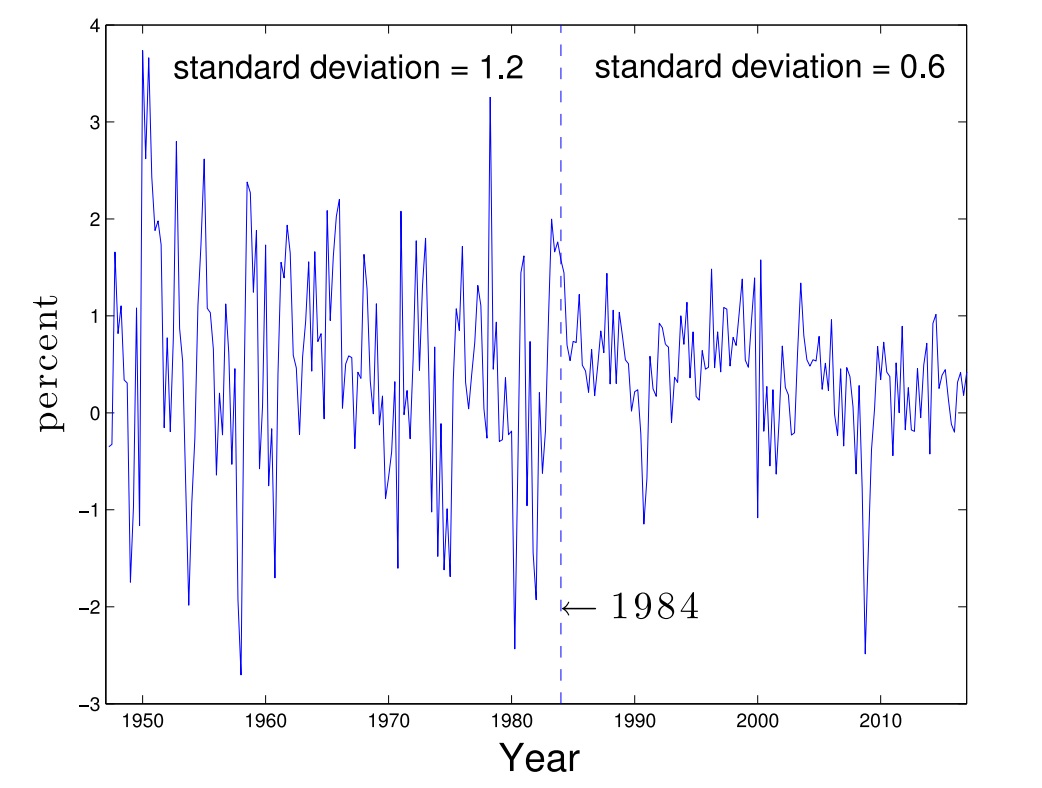 standard deviation = 1.2
standard deviation = 0.6
4
3
2
1
0
−1
−2
−3
percent
← 1984
1950 1960 1970 1980 1990 2000 2010
Year